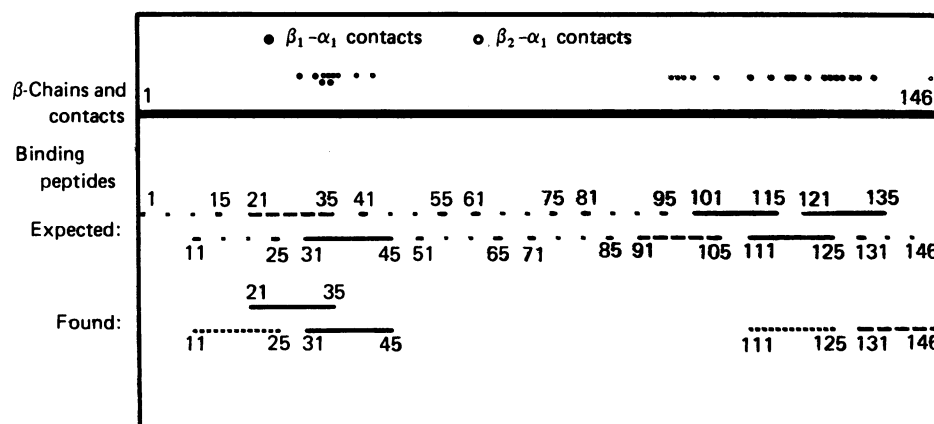 ● β₁-α₁ contacts ○ β₂-α₁ contacts
β-Chains and
contacts
1 146
Binding
peptides
1 15 21 35 41 55 61 75 81 95 101 115 121 135
Expected:
11 25 31 45 51 65 71 85 91 105 111 125 131 146
21 35
Found:
11 25 31 45 111 125 131 146